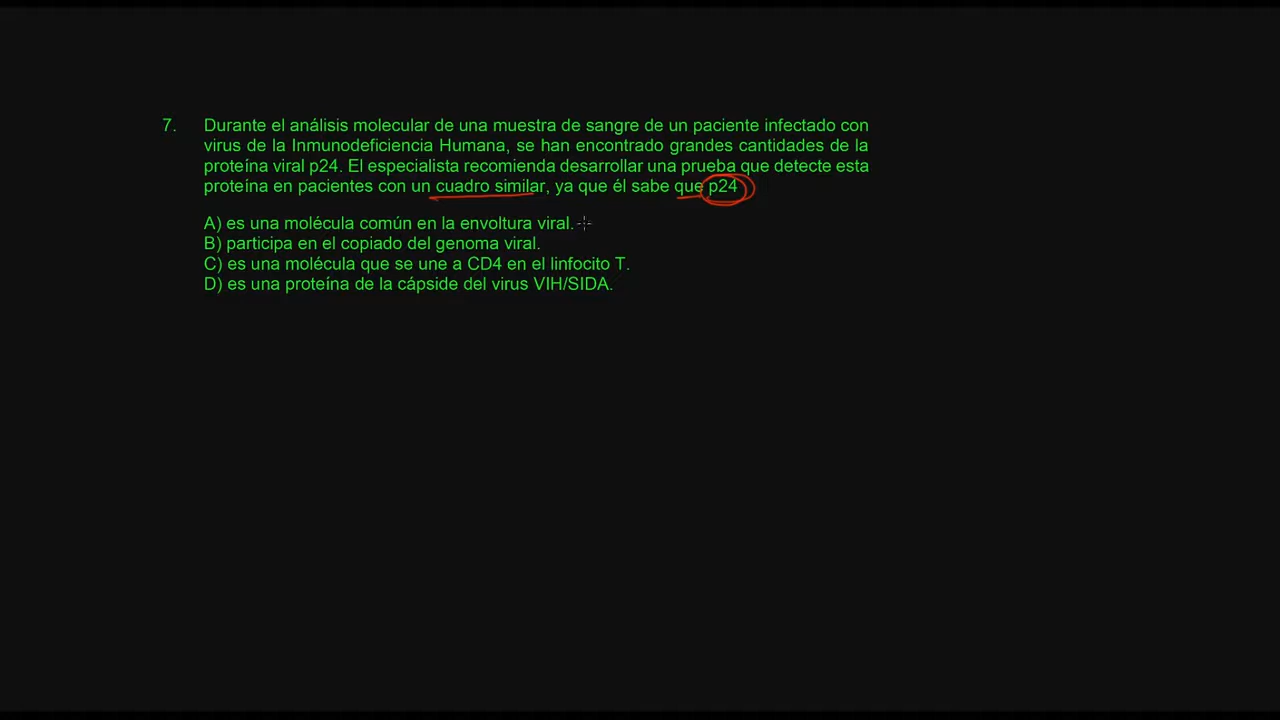 7. Durante el análisis molecular de una muestra de sangre de un paciente infectado con
virus de la Inmunodeficiencia Humana, se han encontrado grandes cantidades de la
proteína viral p24. El especialista recomienda desarrollar una prueba que detecte esta
proteína en pacientes con un cuadro similar, ya que él sabe que p24
A) es una molécula común en la envoltura viral.
B) participa en el copiado del genoma viral.
C) es una molécula que se une a CD4 en el linfocito T.
D) es una proteína de la cápside del virus VIH/SIDA.